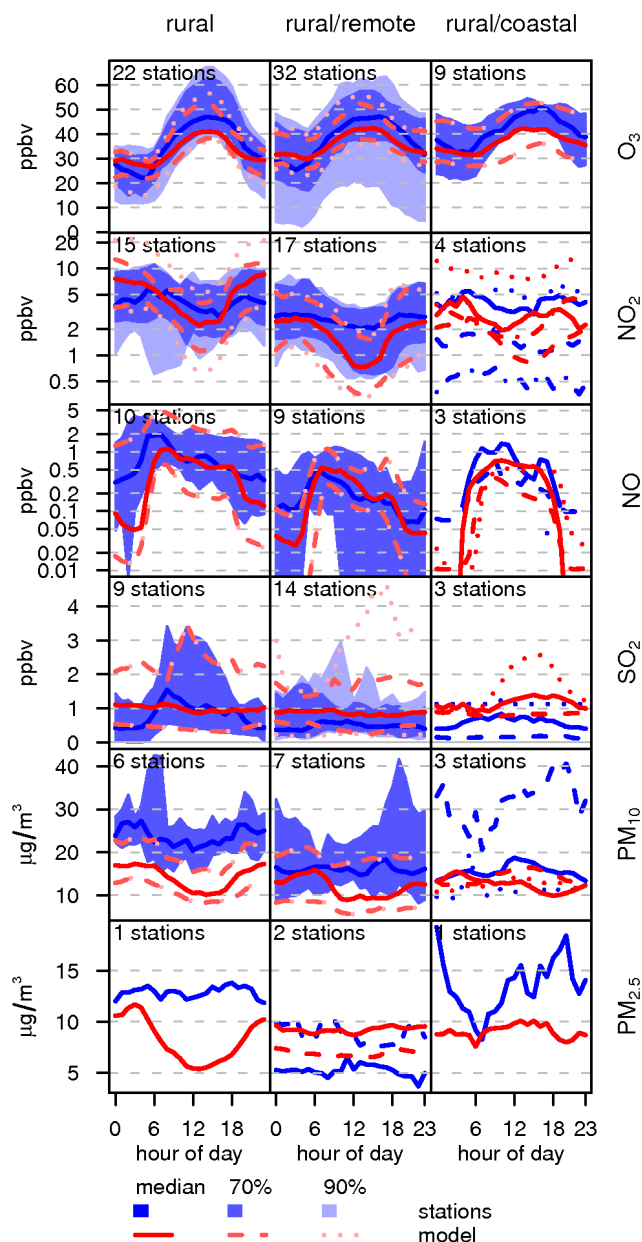 rural rural/remote rural/coastal
22 stations 32 stations 9 stations
60
50
40
30
20
10
0
ppbv
O3
15 stations 17 stations 4 stations
20
10
5
2
1
0.5
ppbv
NO2
10 stations 9 stations 3 stations
5
2
1
0.5
0.2
0.1
0.05
0.02
0.01
ppbv
NO
9 stations 14 stations 3 stations
4
3
2
1
0
ppbv
SO2
6 stations 7 stations 3 stations
40
30
20
10
µg/m³
PM10
1 stations 2 stations 1 stations
15
10
5
µg/m³
PM2.5
0 6 12 18 0 6 12 18 23 0 6 12 18 23
hour of day hour of day hour of day
median 70% 90%
stations
model